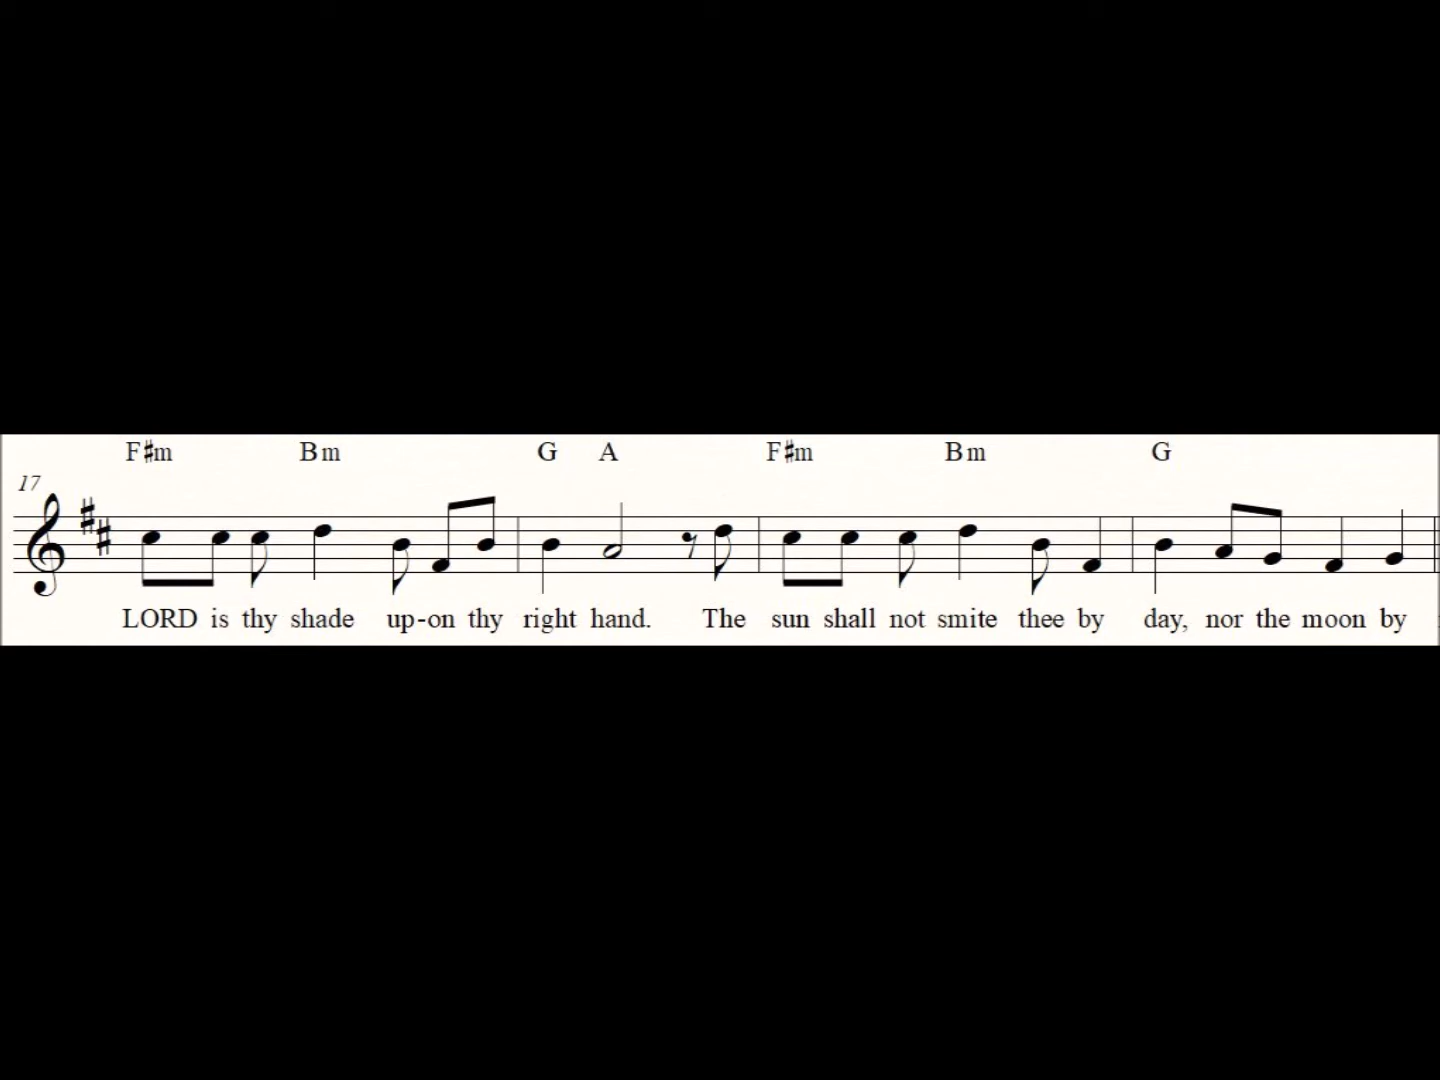 F♯m Bm G A F♯m Bm G
17
LORD is thy shade up-on thy right hand. The sun shall not smite thee by day, nor the moon by